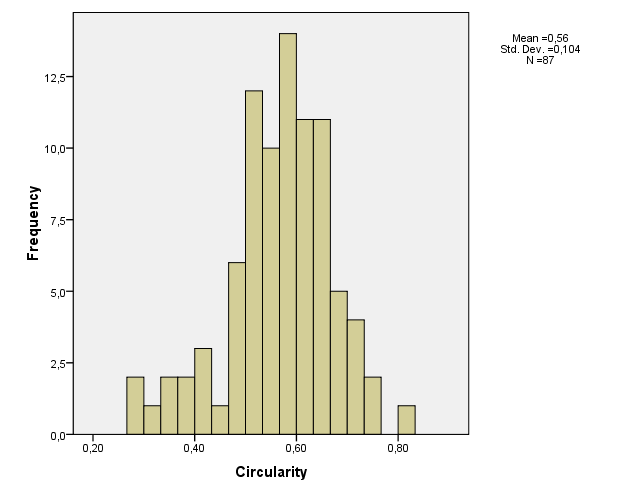 Mean =0,56
Std. Dev. =0,104
N =87
Frequency
12,5
10,0
7,5
5,0
2,5
0,0
0,20 0,40 0,60 0,80
Circularity